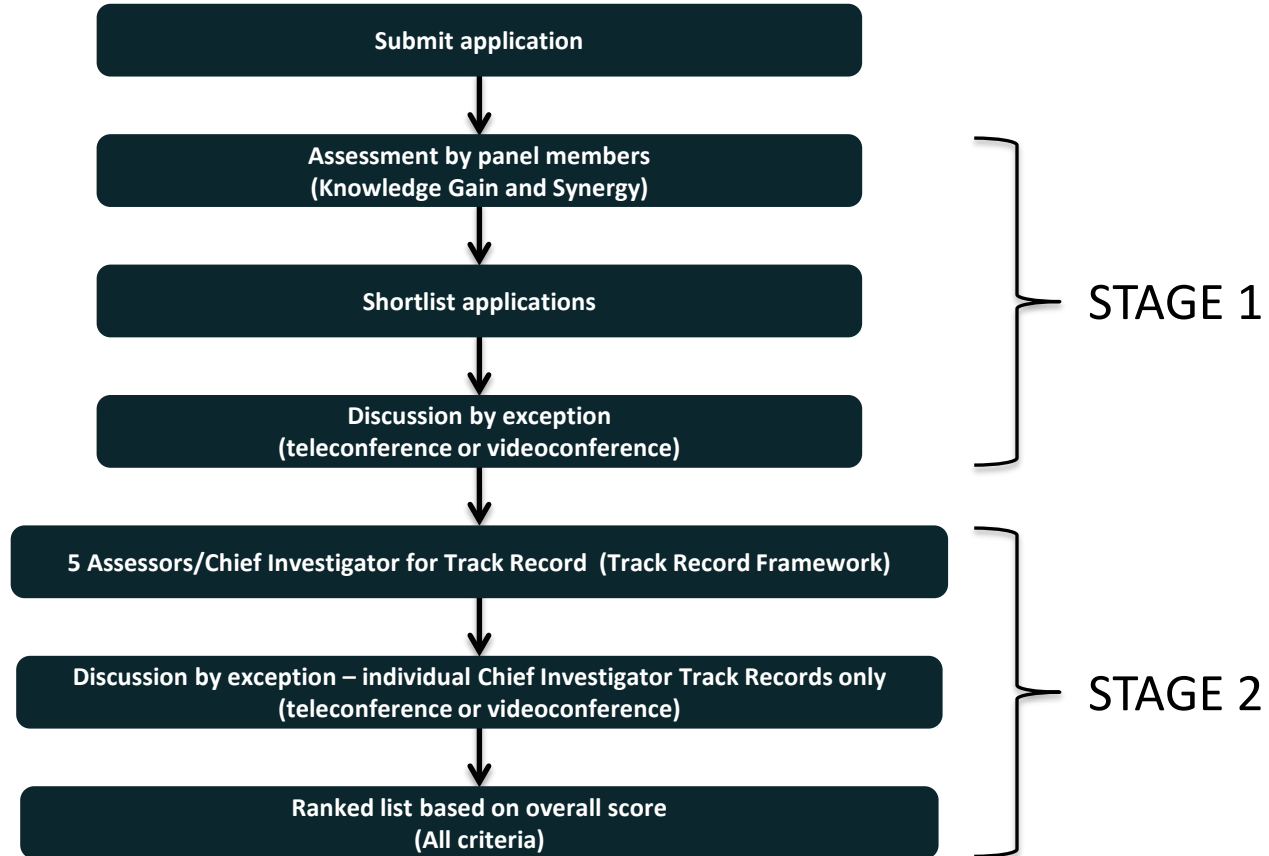 Submit application
Assessment by panel members
(Knowledge Gain and Synergy)
Shortlist applications
Discussion by exception
(teleconference or videoconference)
STAGE 1
5 Assessors/Chief Investigator for Track Record  (Track Record Framework)
Discussion by exception – individual Chief Investigator Track Records only
(teleconference or videoconference)
Ranked list based on overall score
(All criteria)
STAGE 2